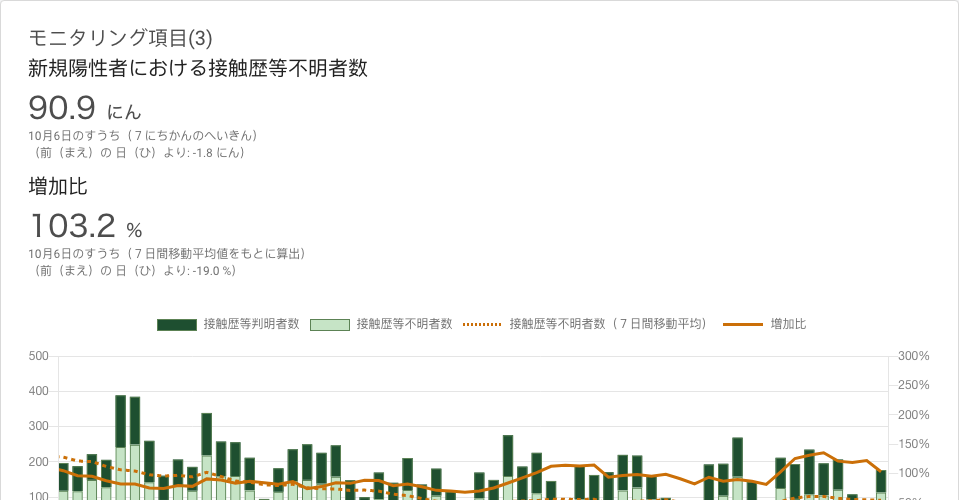 モニタリング項目(3)
新規陽性者における接触歴等不明者数
90.9 にん
10月6日のすうち（７にちかんのへいきん）
（前（まえ）の 日（ひ）より: -1.8 にん）
増加比
103.2 %
10月6日のすうち（７日間移動平均値をもとに算出）
（前（まえ）の 日（ひ）より: -19.0 %）
接触歴等判明者数 接触歴等不明者数 接触歴等不明者数（７日間移動平均） 増加比
500 300%
250%
400
200%
300
150%
200
100%
100